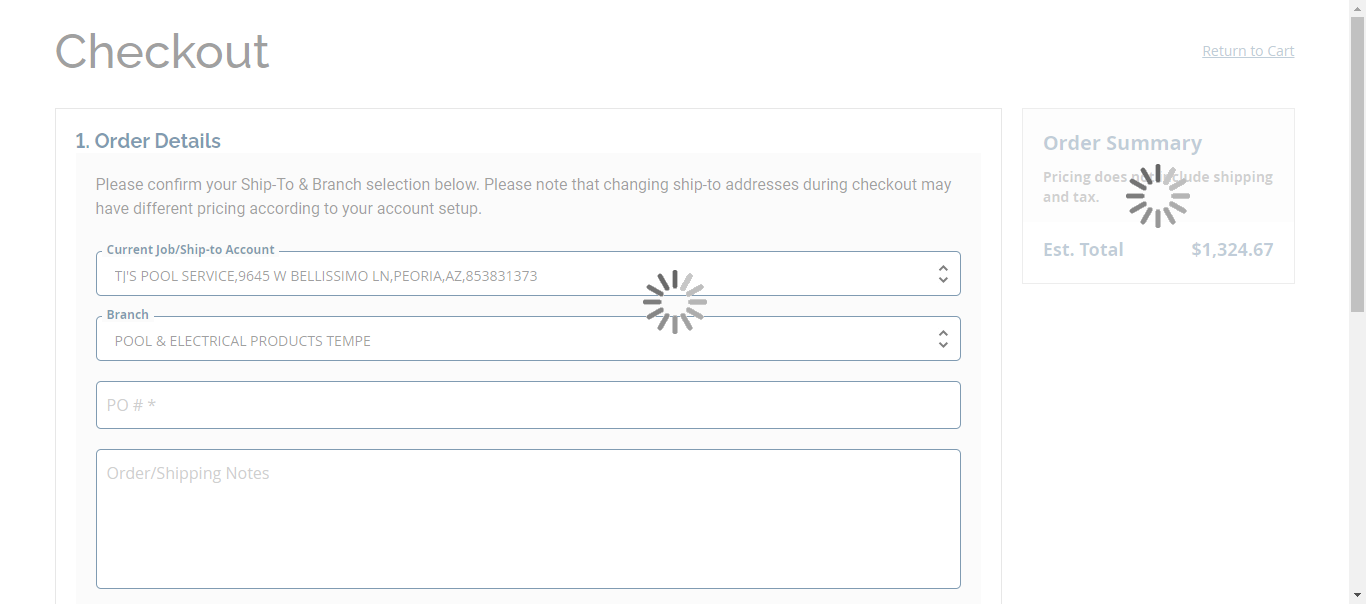 Checkout
Return to Cart
1. Order Details
Please confirm your Ship-To & Branch selection below. Please note that changing ship-to addresses during checkout may
have different pricing according to your account setup.
Current Job/Ship-to Account
TJ'S POOL SERVICE,9645 W BELLISSIMO LN,PEORIA,AZ,853831373
Branch
POOL & ELECTRICAL PRODUCTS TEMPE
PO # *
Order/Shipping Notes
Order Summary
Pricing does not include shipping
and tax.
Est. Total $1,324.67